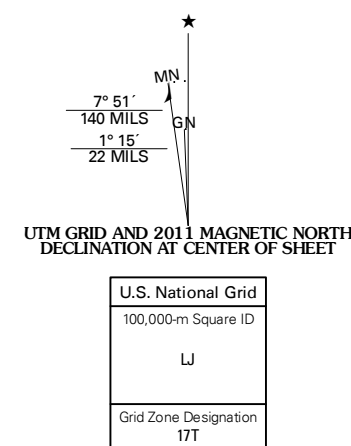 ★
MN
7° 51´
140 MILS
GN
1° 15´
22 MILS
UTM GRID AND 2011 MAGNETIC NORTH
DECLINATION AT CENTER OF SHEET
U.S. National Grid
100,000-m Square ID
LJ
Grid Zone Designation
17T